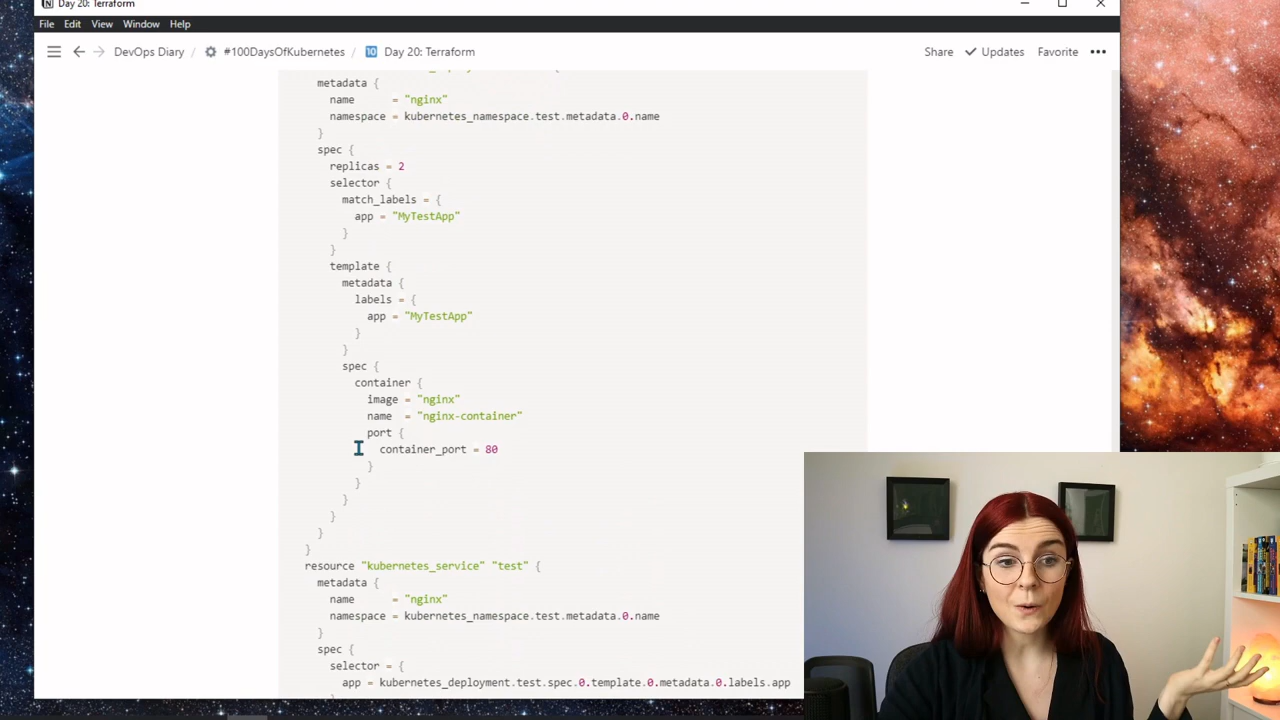 Day 20: Terraform
File Edit View Window Help
DevOps Diary / #100DaysOfKubernetes / Day 20: Terraform Share Updates Favorite
metadata {
name = "nginx"
namespace = kubernetes_namespace.test.metadata.0.name
}
spec {
replicas = 2
selector {
match_labels = {
app = "MyTestApp"
}
}
template {
metadata {
labels = {
app = "MyTestApp"
}
}
spec {
container {
image = "nginx"
name = "nginx-container"
port {
container_port = 80
}
}
}
}
}
}
resource "kubernetes_service" "test" {
metadata {
name = "nginx"
namespace = kubernetes_namespace.test.metadata.0.name
}
spec {
selector = {
app = kubernetes_deployment.test.spec.0.template.0.metadata.0.labels.app